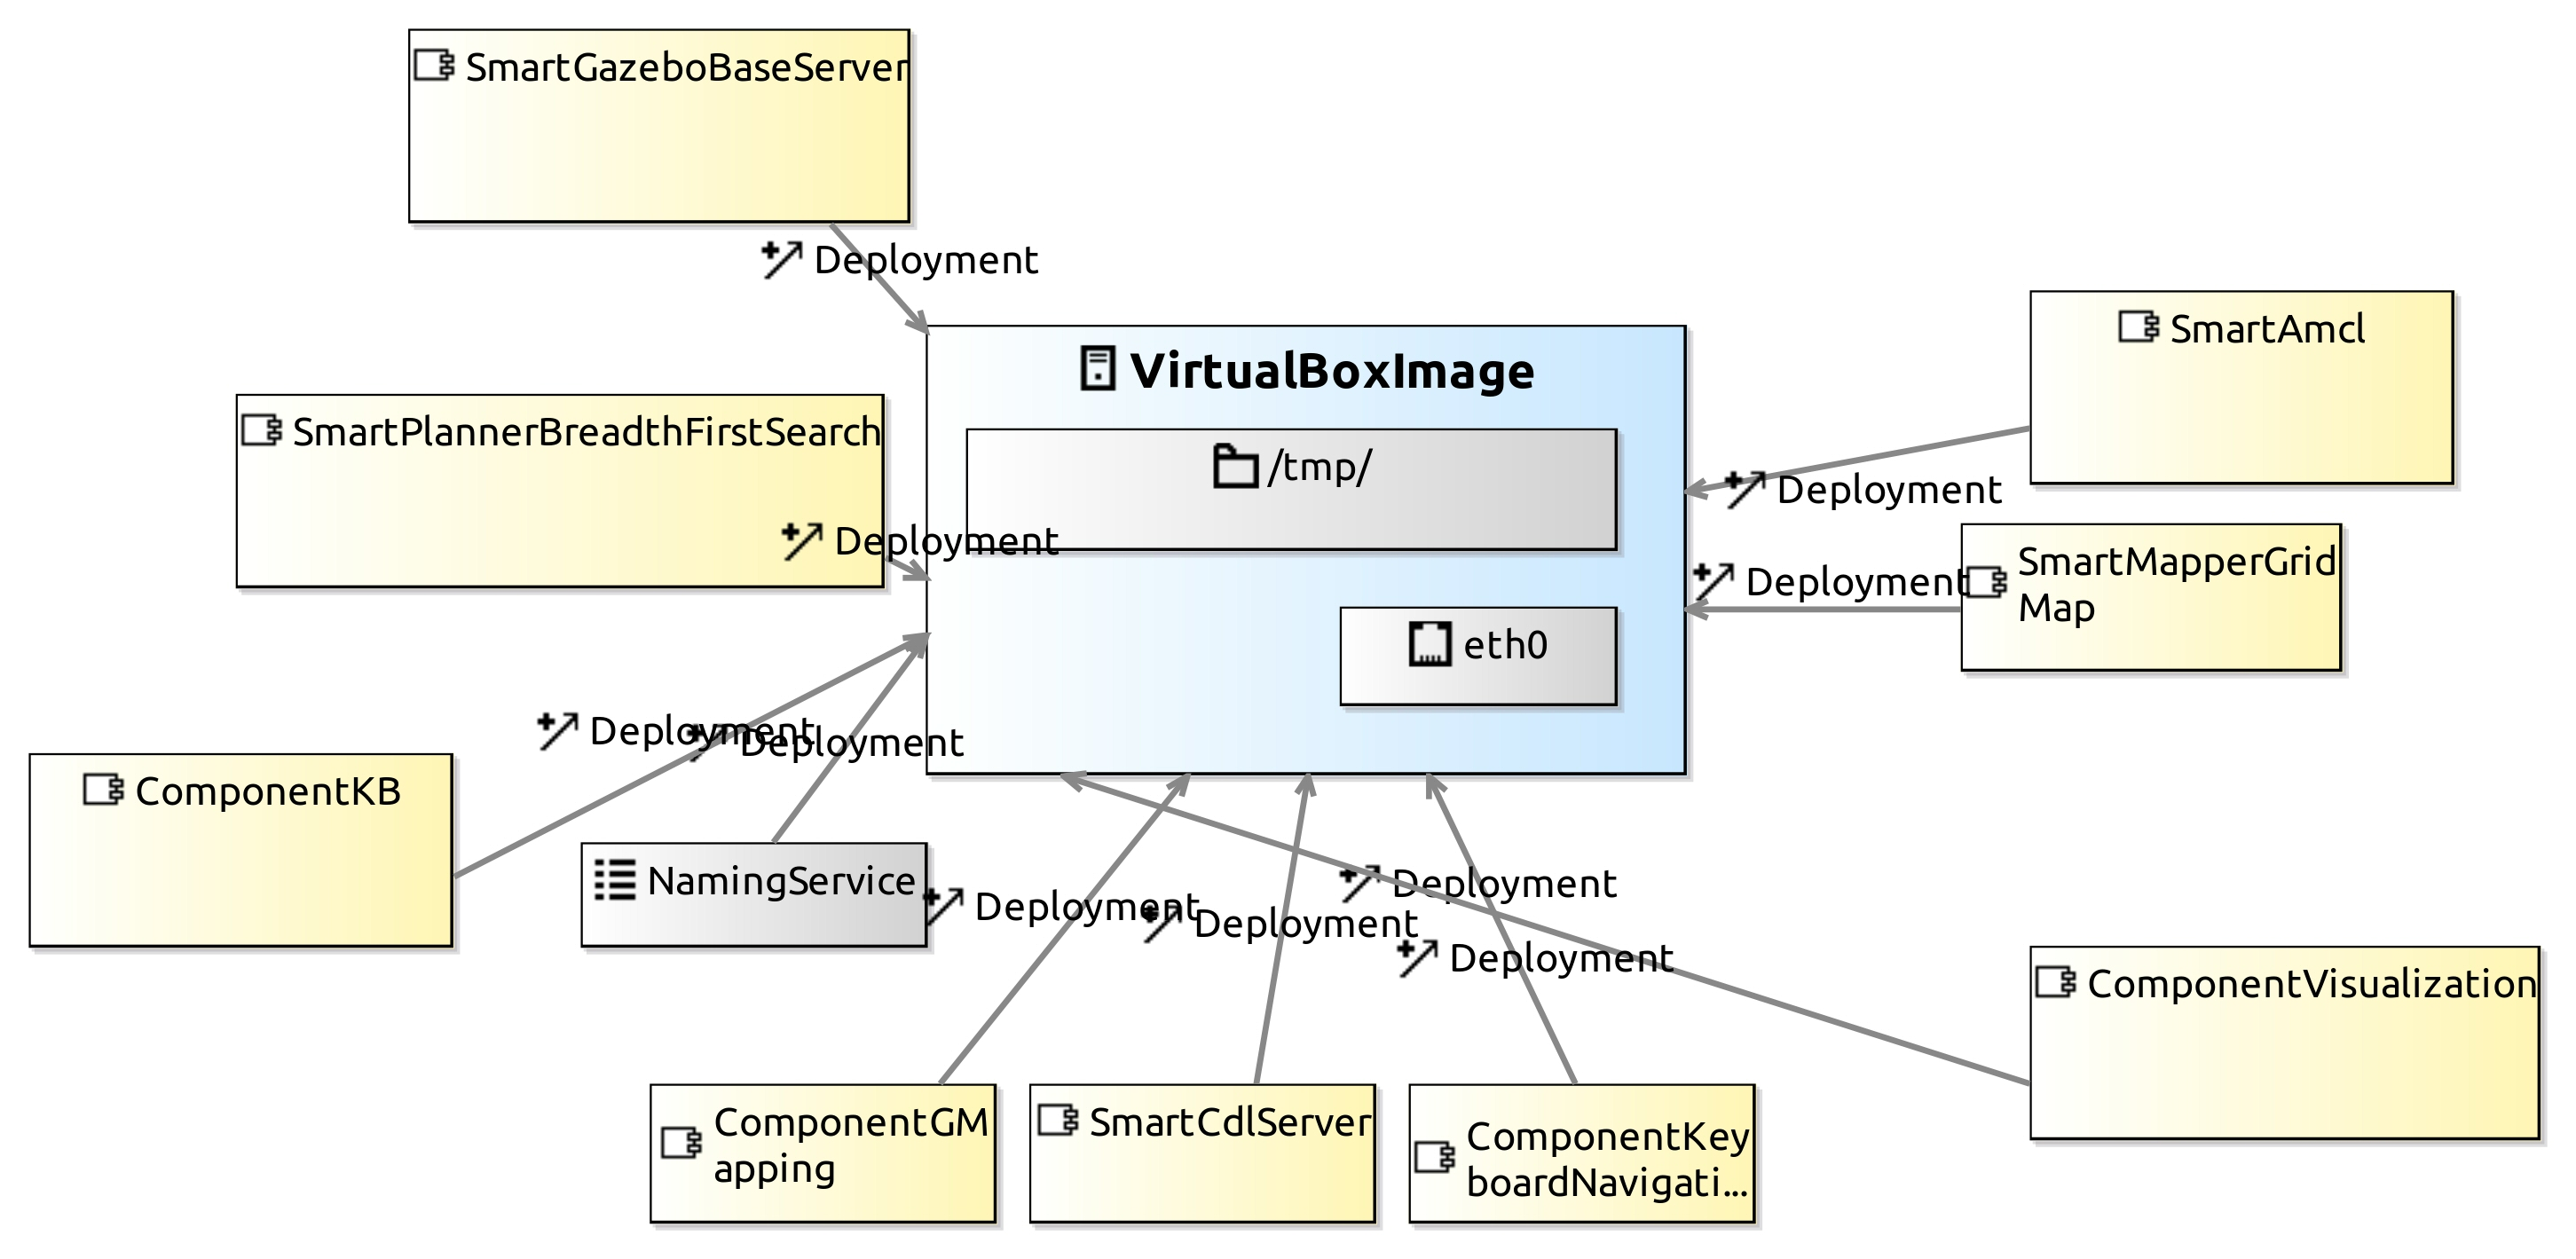 SmartGazeboBaseServer
Deployment
SmartAmcl
VirtualBoxImage
SmartPlannerBreadthFirstSearch
/tmp/
Deployment
Deployment
SmartMapperGrid
Map
Deployment
eth0
Deployment
Deployment
ComponentKB
NamingService
Deployment
Deployment
Deployment
Deployment
ComponentVisualization
ComponentGM
apping
SmartCdlServer
ComponentKey
boardNavigati...